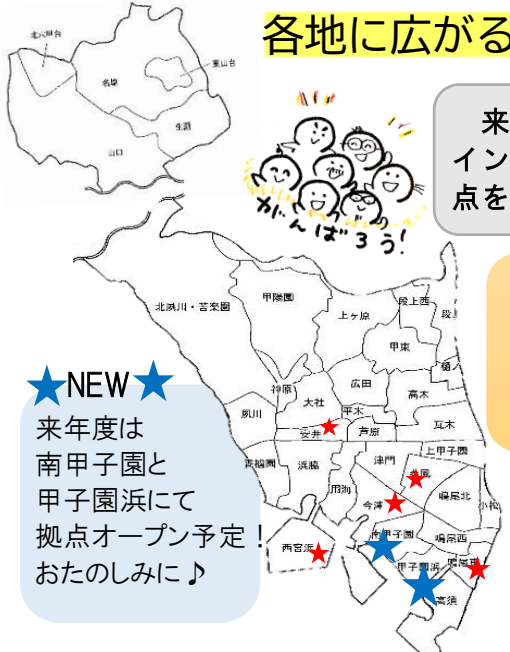 各地に広がる
北六甲台
名塩
東山台
生瀬
山口
がんばろう!
来
イン
点を
北夙川・苦楽園
甲陽園
上ヶ原
段上西
段上
甲東
樋ノ
広田
神原
大社
高木
平木
夙川
安井
芦原
瓦木
上甲子園
浜脇
津門
用海
春風
今津
鳴尾北
小松
南甲子園
鳴尾西
西宮浜
甲子園浜
鳴尾東
高須
★NEW★
来年度は
南甲子園と
甲子園浜にて
拠点オープン予定!
おたのしみに♪